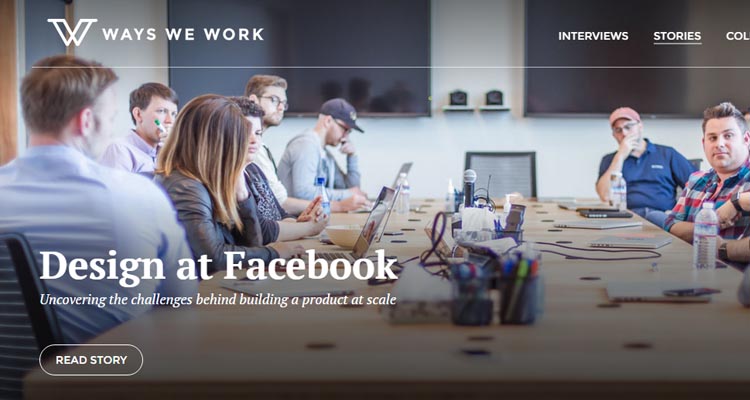 WAYS WE WORK
INTERVIEWS
STORIES
COL
Design at Facebook
Uncovering the challenges behind building a product at scale
READ STORY